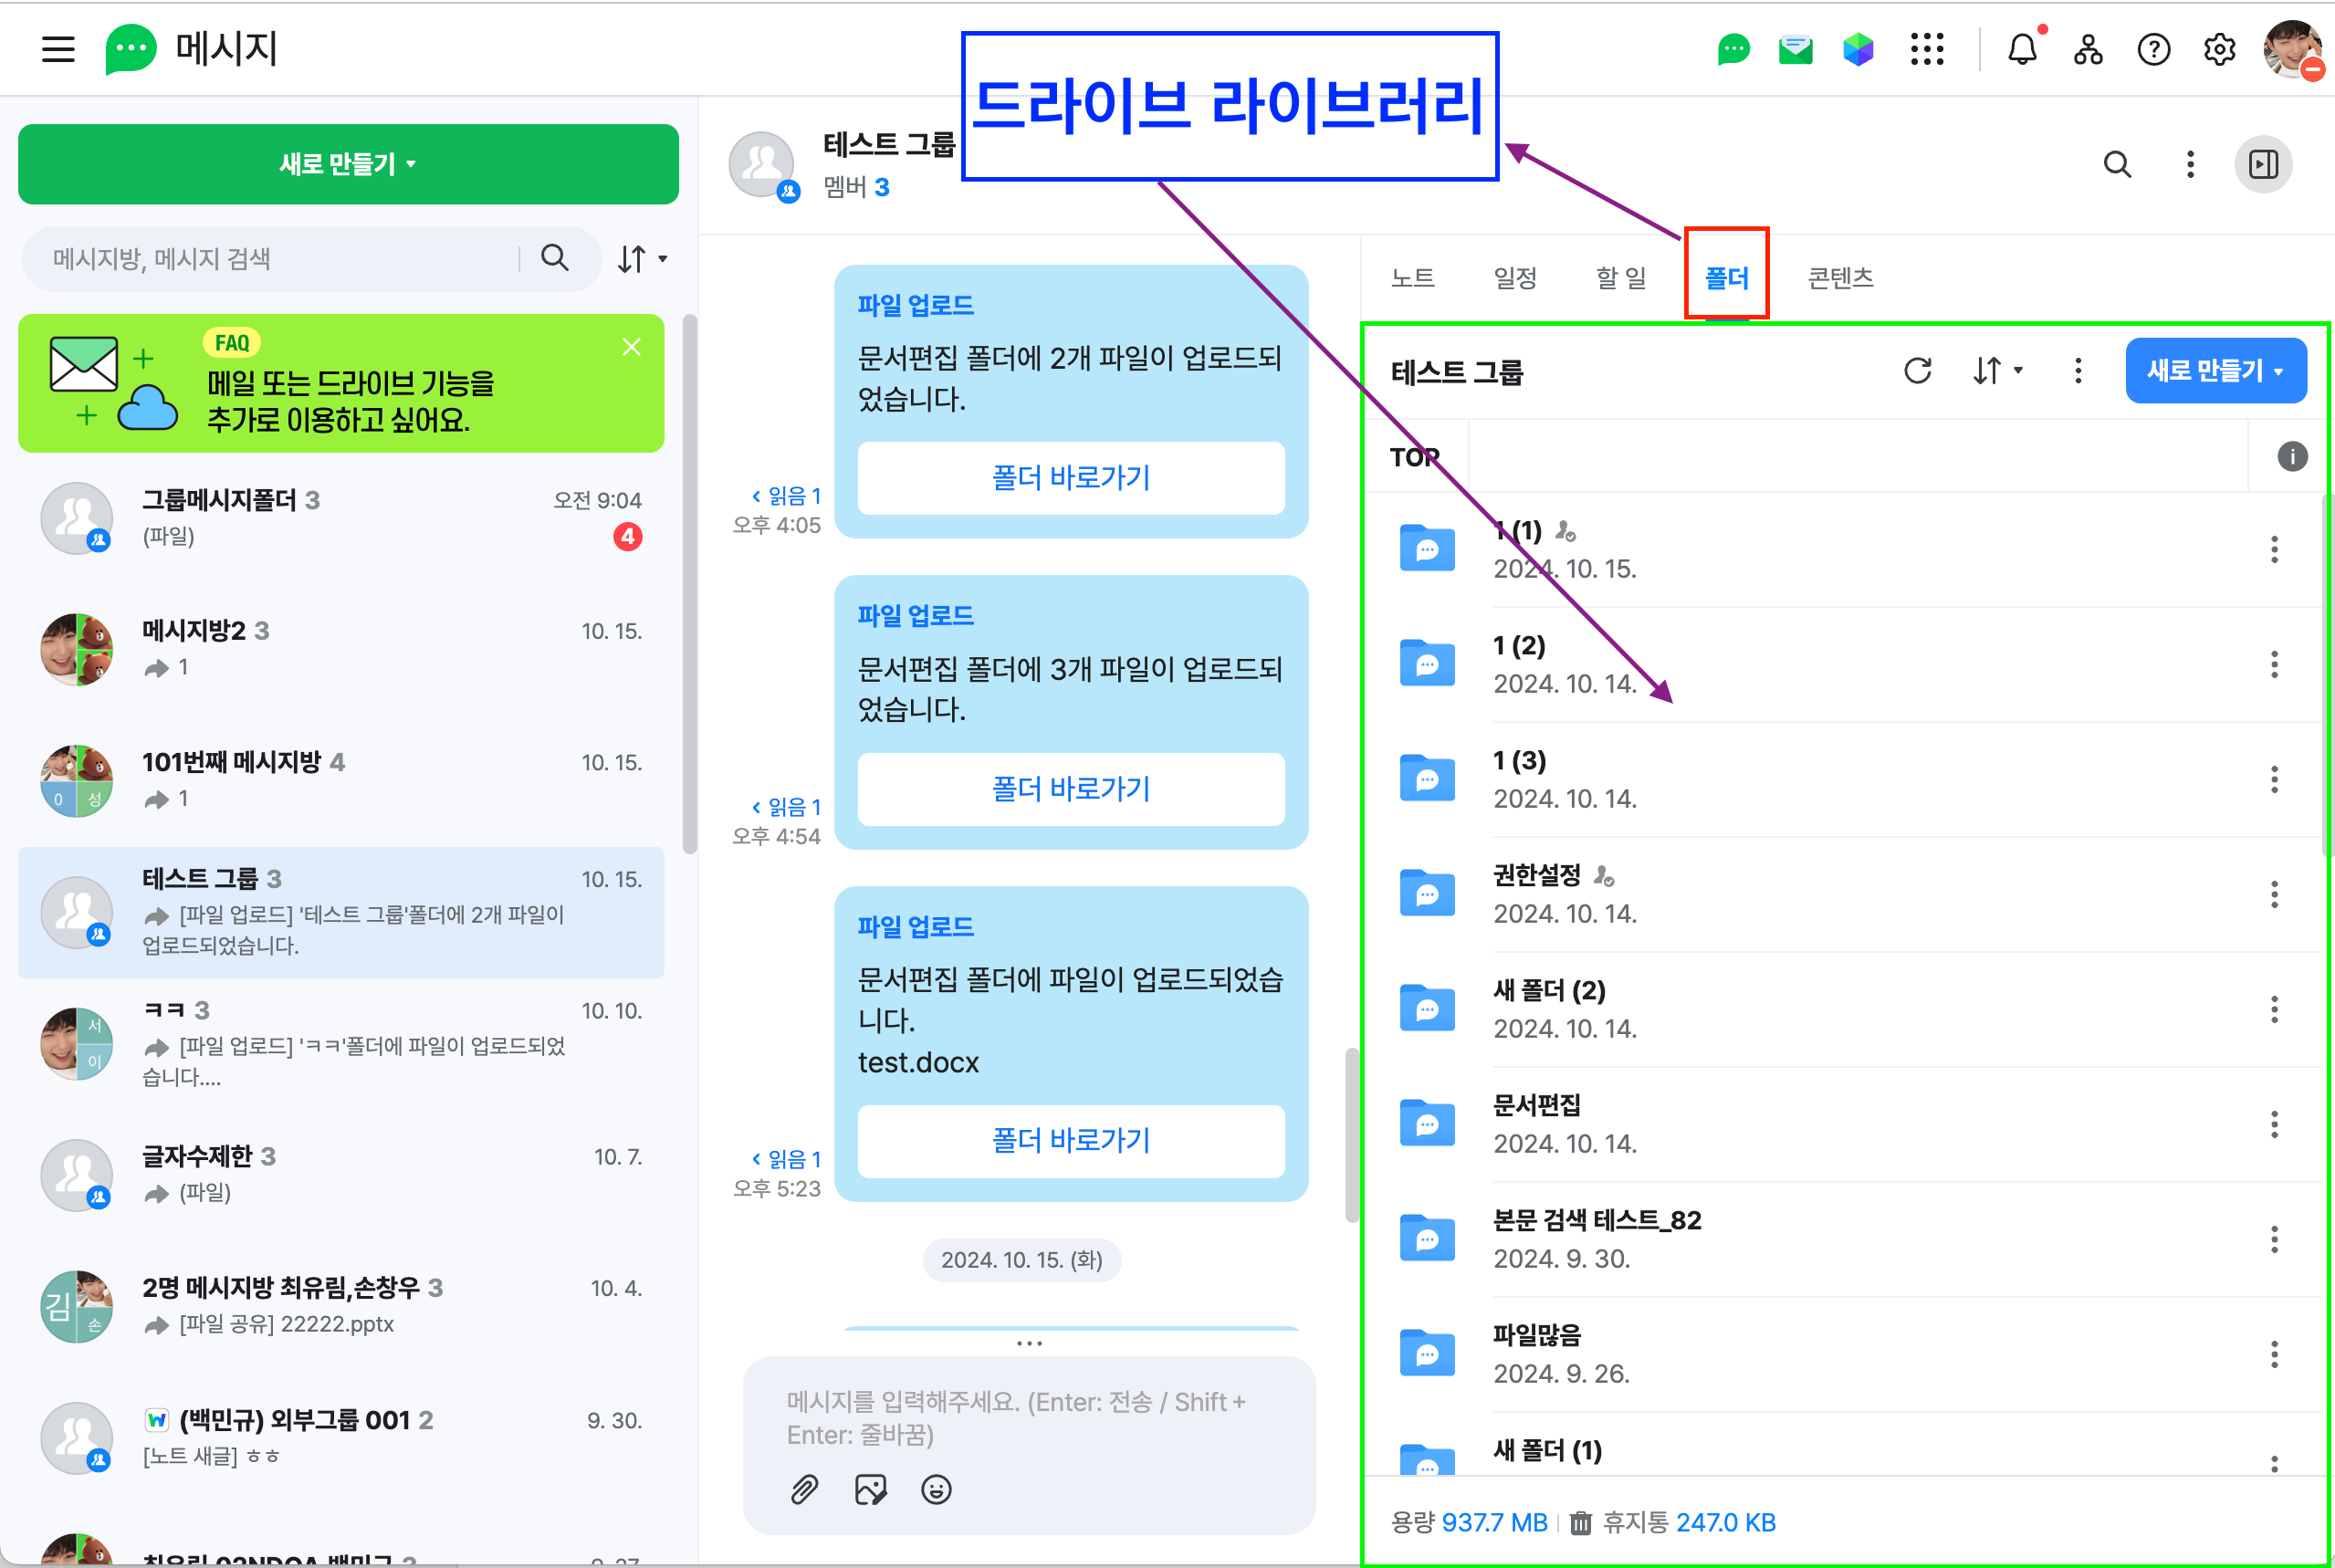 메시지
드라이브 라이브러리
새로 만들기
메시지방, 메시지 검색
FAQ
메일 또는 드라이브 기능을
추가로 이용하고 싶어요.
그룹메시지폴더 3
오전 9:04
(파일)
4
메시지방2 3
10. 15.
1
101번째 메시지방 4
10. 15.
1
0 성
테스트 그룹 3
10. 15.
[파일 업로드] '테스트 그룹'폴더에 2개 파일이
업로드되었습니다.
ㅋㅋ 3
10. 10.
[파일 업로드] 'ㅋㅋ'폴더에 파일이 업로드되었
습니다....
서
이
글자수제한 3
10. 7.
(파일)
2명 메시지방 최유림,손창우 3
10. 4.
[파일 공유] 22222.pptx
김
손
(백민규) 외부그룹 001 2
9. 30.
[노트 새글] ㅎㅎ
테스트 그룹
멤버 3
파일 업로드
문서편집 폴더에 2개 파일이 업로드되
었습니다.
폴더 바로가기
읽음 1
오후 4:05
파일 업로드
문서편집 폴더에 3개 파일이 업로드되
었습니다.
폴더 바로가기
읽음 1
오후 4:54
파일 업로드
문서편집 폴더에 파일이 업로드되었습
니다.
test.docx
폴더 바로가기
읽음 1
오후 5:23
2024. 10. 15. (화)
메시지를 입력해주세요. (Enter: 전송 / Shift +
Enter: 줄바꿈)
노트 일정 할 일 폴더 콘텐츠
테스트 그룹
새로 만들기
TOP
1 (1)
2024. 10. 15.
1 (2)
2024. 10. 14.
1 (3)
2024. 10. 14.
권한설정
2024. 10. 14.
새 폴더 (2)
2024. 10. 14.
문서편집
2024. 10. 14.
본문 검색 테스트_82
2024. 9. 30.
파일많음
2024. 9. 26.
새 폴더 (1)
용량 937.7 MB 휴지통 247.0 KB